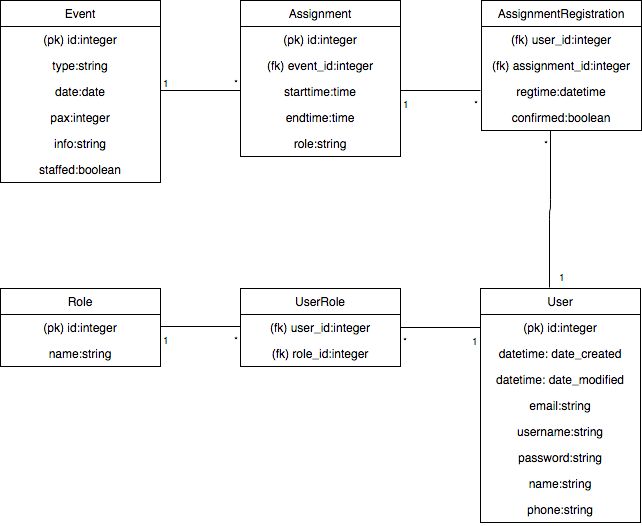 Event
(pk) id:integer
type:string
date:date
pax:integer
info:string
staffed:boolean
1
*
Assignment
(pk) id:integer
(fk) event_id:integer
starttime:time
endtime:time
role:string
1
*
AssignmentRegistration
(fk) user_id:integer
(fk) assignment_id:integer
regtime:datetime
confirmed:boolean
*
1
Role
(pk) id:integer
name:string
1
*
UserRole
(fk) user_id:integer
(fk) role_id:integer
*
1
User
(pk) id:integer
datetime: date_created
datetime: date_modified
email:string
username:string
password:string
name:string
phone:string